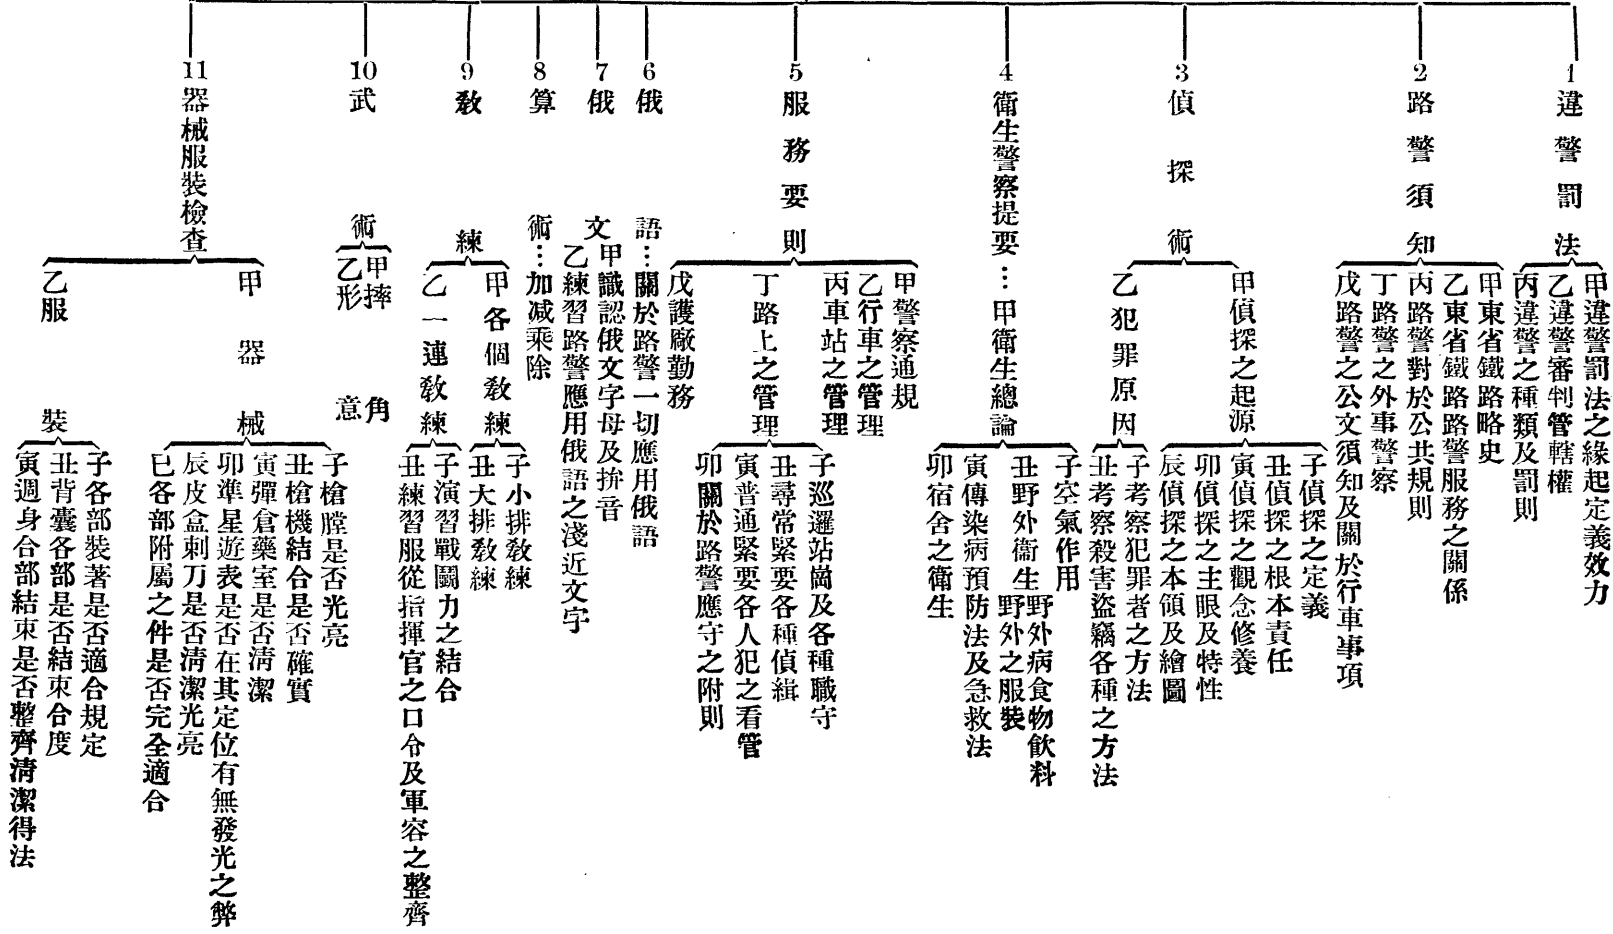 1 違警罰法
甲違警罰法之緣起定義效力
乙違警審判管轄權
丙違警之種類及罰則
2 路警須知
甲東省鐵路略史
乙東省鐵路路警服務之關係
丙路警對於公共規則
丁路警之外事警察
戊路警之公文須知及關於行車事項
3 偵探術
甲偵探之起源
子偵探之定義
丑偵探之根本責任
寅偵探之觀念修養
卯偵探之主眼及特性
辰偵探之本領及繪圖
乙犯罪原因
子考察犯罪者之方法
丑考察殺害盜竊各種之方法
4 衛生警察提要…甲衛生總論
子空氣作用
丑野外衞生野外病食物飲料
野外之服裝
寅傳染病預防法及急救法
卯宿舍之衞生
5 服務要則
甲警察通規
乙行車之管理
丙車站之管理
丁路上之管理
子巡邏站崗及各種職守
丑尋常緊要各種偵緝
寅普通緊要各人犯之看管
卯關於路警應守之附則
戊護廠勤務
6 俄語…關於路警一切應用俄語
7 俄文
甲識認俄文字母及拚音
乙練習路警應用俄語之淺近文字
8 算術…加減乘除
9 敎練
甲各個敎練
子小排敎練
丑大排敎練
乙一連敎練
子演習戰鬬力之結合
丑練習服從指揮官之口令及軍容之整齊
10 武術
甲摔角
乙形意
11 器械服裝檢查
甲器械
子槍膛是否光亮
丑槍機結合是否確實
寅彈倉藥室是否清潔
卯準星遊表是否在其定位有無發光之弊
辰皮盒刺刀是否清潔光亮
巳各部附屬之件是否完全適合
乙服裝
子各部裝著是否適合規定
丑背囊各部是否結束合度
寅週身合部結束是否整齊清潔得法